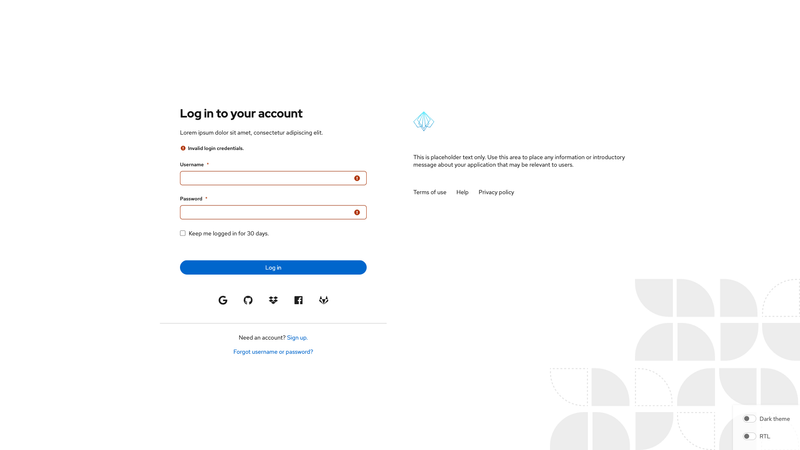 Log in to your account
Lorem ipsum dolor sit amet, consectetur adipiscing elit.
Invalid login credentials.
Username *
Password *
Keep me logged in for 30 days.
Log in
Need an account? Sign up.
Forgot username or password?
This is placeholder text only. Use this area to place any information or introductory
message about your application that may be relevant to users.
Terms of use Help Privacy policy
Dark theme
RTL